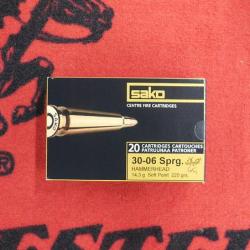 sako
CENTRE FIRE CARTRIDGES
20 CARTRIDGES CARTOUCHES
PATRUUNAA PATRONER
30-06 Sprg.
HAMMERHEAD
14.3 g Soft Point 220 grs.